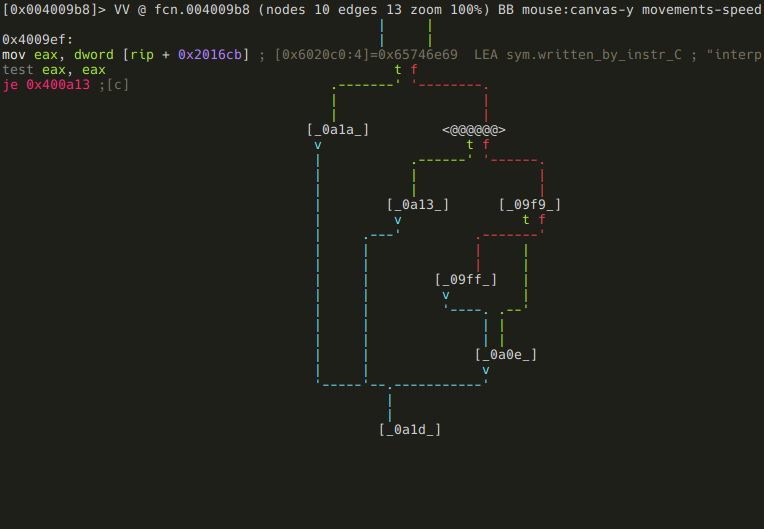 [0x004009b8]> VV @ fcn.004009b8 (nodes 10 edges 13 zoom 100%) BB mouse:canvas-y movements-speed
0x4009ef:
mov eax, dword [rip + 0x2016cb] ; [0x6020c0:4]=0x65746e69  LEA sym.written_by_instr_C ; "interp
test eax, eax
t f
je 0x400a13 ;[c]
[_0a1a_] <@@@@@@>
v t f
[_0a13_] [_09f9_]
v t f
[_09ff_]
v
[_0a0e_]
v
[_0a1d_]